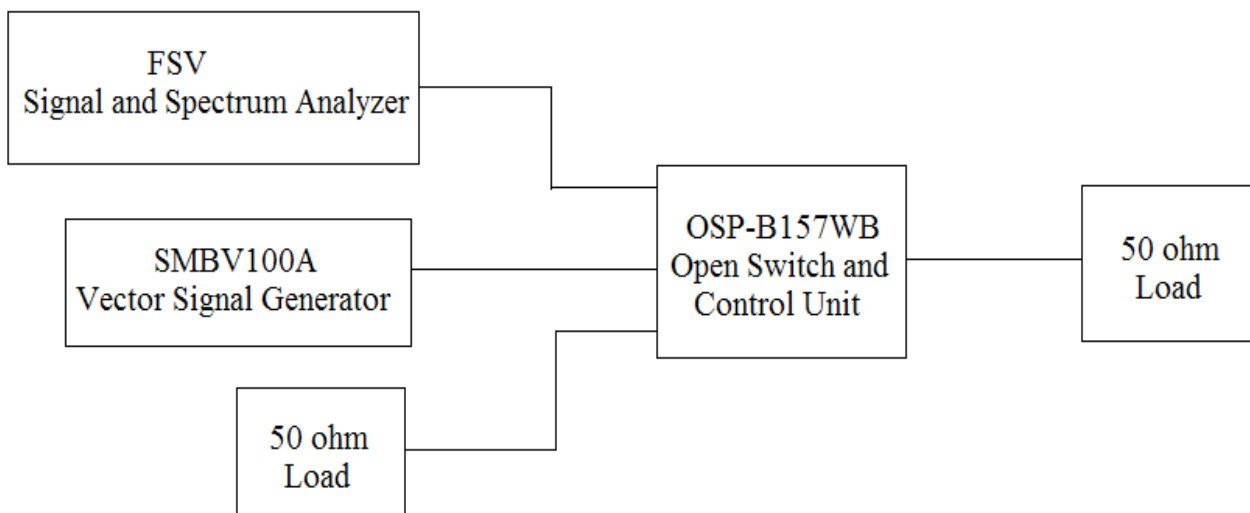 FSV
Signal and Spectrum Analyzer
SMBV100A
Vector Signal Generator
50 ohm
Load
OSP-B157WB
Open Switch and
Control Unit
50 ohm
Load